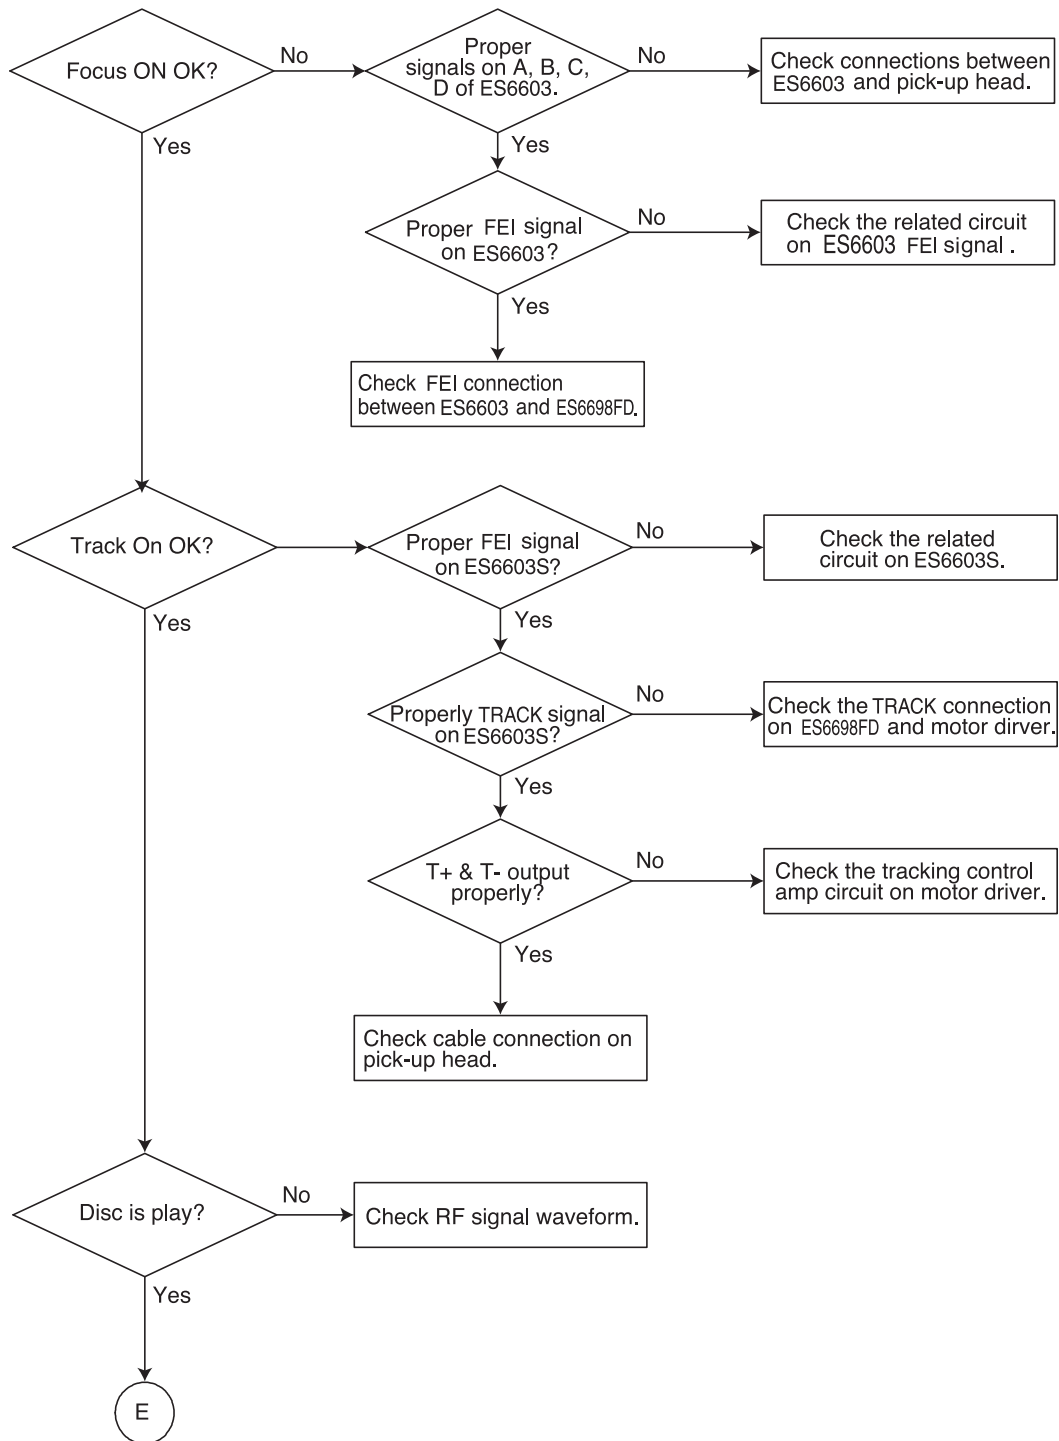 Focus ON OK?
No
Proper
signals on A, B, C,
D of ES6603.
No
Check connections between
ES6603 and pick-up head.
Yes
Yes
Proper FEI signal
on ES6603?
No
Check the related circuit
on ES6603 FEI signal .
Yes
Check FEI connection
between ES6603 and ES6698FD.
Track On OK?
Proper FEI signal
on ES6603S?
No
Check the related
circuit on ES6603S.
Yes
Yes
Properly TRACK signal
on ES6603S?
No
Check the TRACK connection
on ES6698FD and motor dirver.
Yes
T+ & T- output
properly?
No
Check the tracking control
amp circuit on motor driver.
Yes
Check cable connection on
pick-up head.
Disc is play?
No
Check RF signal waveform.
Yes
E